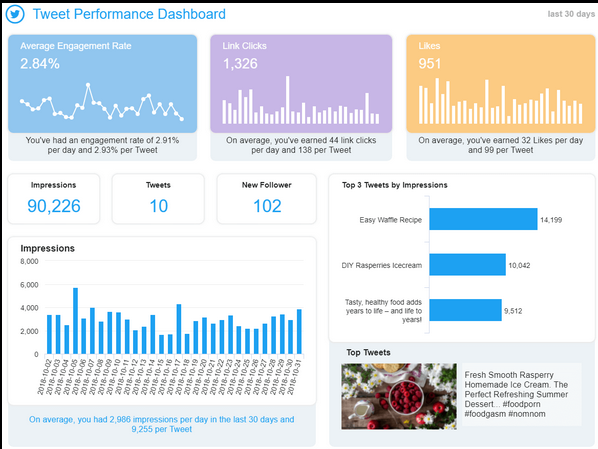 Tweet Performance Dashboard
last 30 days
Average Engagement Rate
2.84%
You've had an engagement rate of 2.91%
per day and 2.93% per Tweet
Link Clicks
1,326
On average, you've earned 44 link clicks
per day and 138 per Tweet
Likes
951
On average, you've earned 32 Likes per day
and 99 per Tweet
Impressions
90,226
Tweets
10
New Follower
102
Impressions
8,000
6,000
4,000
2,000
0
2018-10-02
2018-10-03
2018-10-04
2018-10-05
2018-10-06
2018-10-07
2018-10-08
2018-10-09
2018-10-10
2018-10-11
2018-10-12
2018-10-13
2018-10-14
2018-10-15
2018-10-16
2018-10-17
2018-10-18
2018-10-19
2018-10-20
2018-10-21
2018-10-22
2018-10-23
2018-10-24
2018-10-25
2018-10-26
2018-10-27
2018-10-28
2018-10-29
2018-10-30
2018-10-31
On average, you had 2,986 impressions per day in the last 30 days and
9,255 per Tweet
Top 3 Tweets by Impressions
Easy Waffle Recipe
14,199
DIY Rasperries Icecream
10,042
Tasty, healthy food adds
years to life – and life to
years!
9,512
Top Tweets
Fresh Smooth Rasperry
Homemade Ice Cream. The
Perfect Refreshing Summer
Dessert... #foodporn
#foodgasm #nomnom